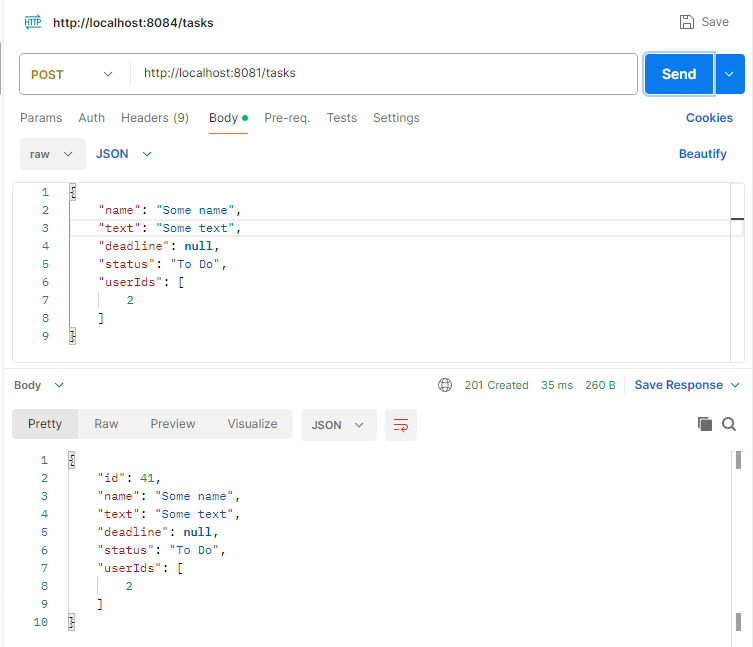 HTTP http://localhost:8084/tasks Save
POST http://localhost:8081/tasks Send
Params Auth Headers (9) Body Pre-req. Tests Settings Cookies
raw JSON Beautify
1 {
2 "name": "Some name",
3 "text": "Some text",
4 "deadline": null,
5 "status": "To Do",
6 "userIds": [
7 2
8 ]
9 }
Body 201 Created 35 ms 260 B Save Response
Pretty Raw Preview Visualize JSON
1 {
2 "id": 41,
3 "name": "Some name",
4 "text": "Some text",
5 "deadline": null,
6 "status": "To Do",
7 "userIds": [
8 2
9 ]
10 }